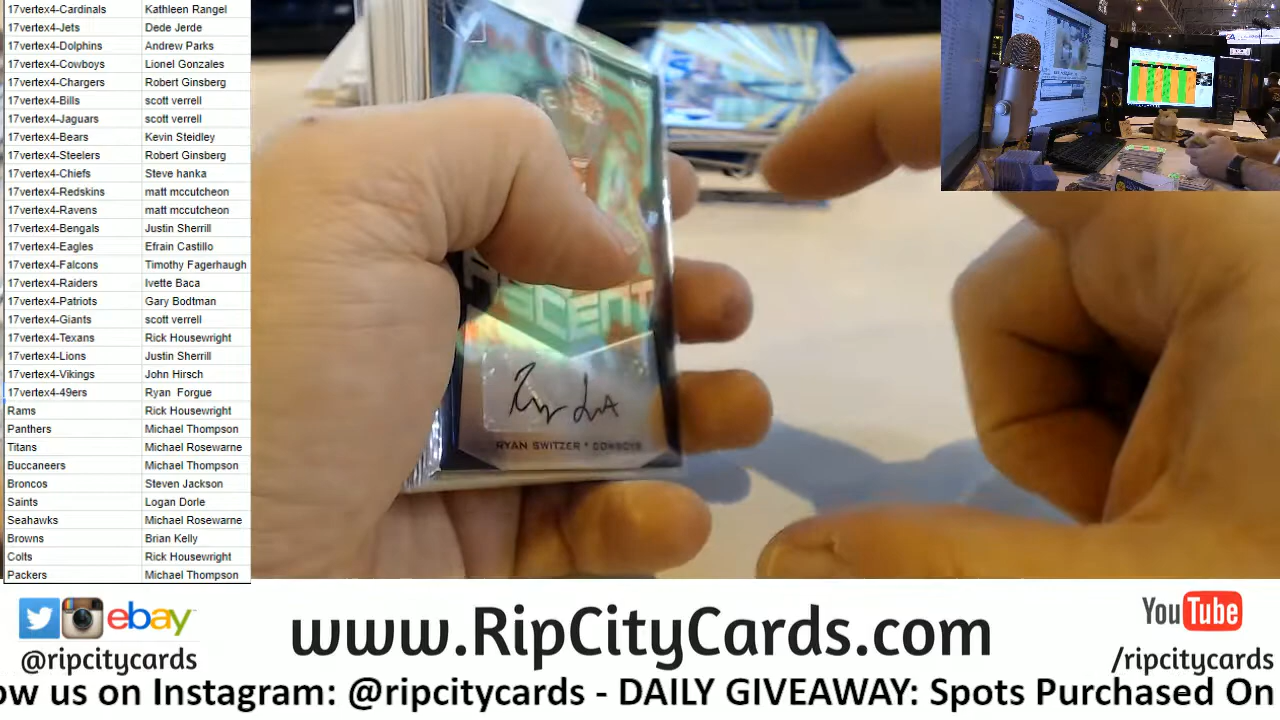 17vertex4-Cardinals Kathleen Rangel
17vertex4-Jets Dede Jerde
17vertex4-Dolphins Andrew Parks
17vertex4-Cowboys Lionel Gonzales
17vertex4-Chargers Robert Ginsberg
17vertex4-Bills scott verrell
17vertex4-Jaguars scott verrell
17vertex4-Bears Kevin Steidley
17vertex4-Steelers Robert Ginsberg
17vertex4-Chiefs Steve hanka
17vertex4-Redskins matt mccutcheon
17vertex4-Ravens matt mccutcheon
17vertex4-Bengals Justin Sherrill
17vertex4-Eagles Efrain Castillo
17vertex4-Falcons Timothy Fagerhaugh
17vertex4-Raiders Ivette Baca
17vertex4-Patriots Gary Bodtman
17vertex4-Giants scott verrell
17vertex4-Texans Rick Housewright
17vertex4-Lions Justin Sherrill
17vertex4-Vikings John Hirsch
17vertex4-49ers Ryan Forgue
Rams Rick Housewright
Panthers Michael Thompson
Titans Michael Rosewarne
Buccaneers Michael Thompson
Broncos Steven Jackson
Saints Logan Dorle
Seahawks Michael Rosewarne
Browns Brian Kelly
Colts Rick Housewright
Packers Michael Thompson
RYAN SWITZER • COWBOYS
ebay
@ripcitycards
www.RipCityCards.com
YouTube
/ripcitycards
ow us on Instagram: @ripcitycards - DAILY GIVEAWAY: Spots Purchased On